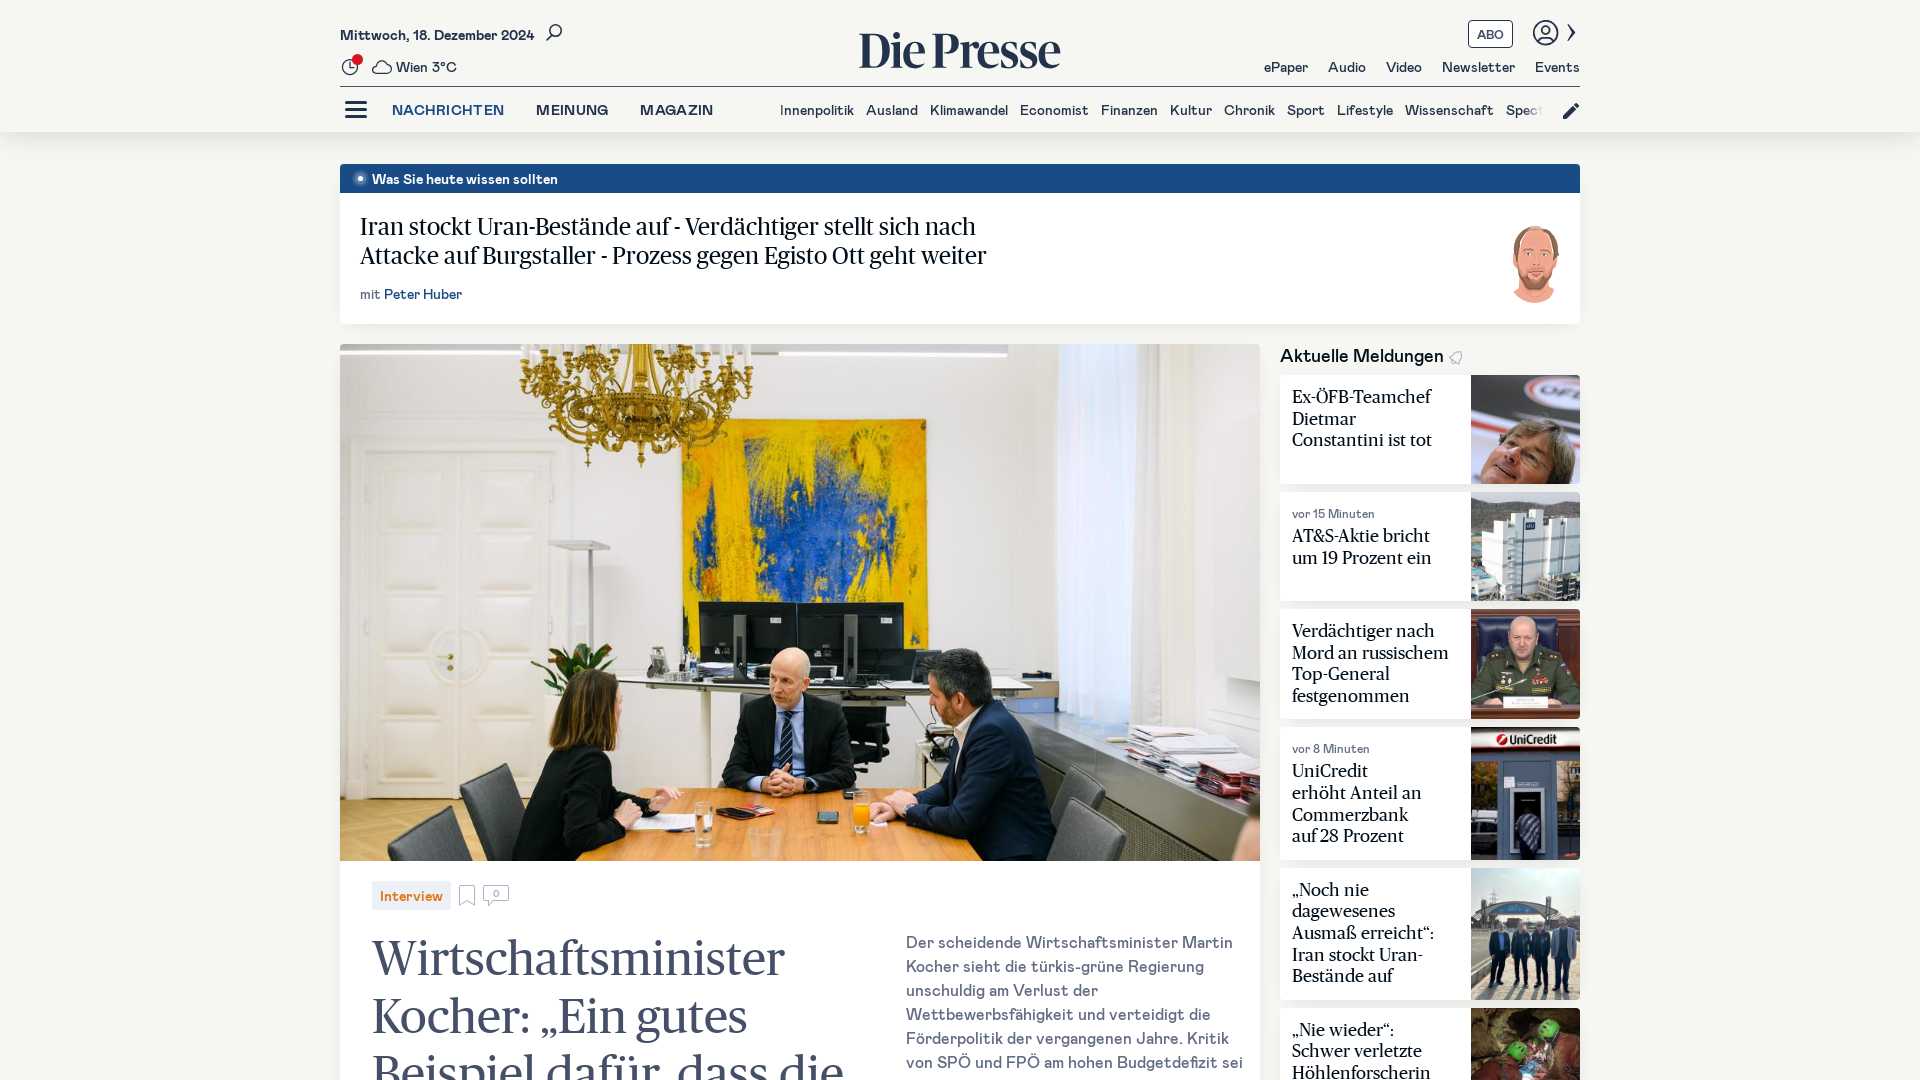 Mittwoch, 18. Dezember 2024
Wien 3°C
Die Presse
ABO
ePaper Audio Video Newsletter Events
NACHRICHTEN MEINUNG MAGAZIN
Innenpolitik Ausland Klimawandel Economist Finanzen Kultur Chronik Sport Lifestyle Wissenschaft Spect
Was Sie heute wissen sollten
Iran stockt Uran-Bestände auf - Verdächtiger stellt sich nach
Attacke auf Burgstaller - Prozess gegen Egisto Ott geht weiter
mit Peter Huber
Interview
0
Wirtschaftsminister
Kocher: „Ein gutes
Beispiel dafür, dass die
Der scheidende Wirtschaftsminister Martin
Kocher sieht die türkis-grüne Regierung
unschuldig am Verlust der
Wettbewerbsfähigkeit und verteidigt die
Förderpolitik der vergangenen Jahre. Kritik
von SPÖ und FPÖ am hohen Budgetdefizit sei
Aktuelle Meldungen
Ex-ÖFB-Teamchef
Dietmar
Constantini ist tot
vor 15 Minuten
AT&S-Aktie bricht
um 19 Prozent ein
Verdächtiger nach
Mord an russischem
Top-General
festgenommen
vor 8 Minuten
UniCredit
erhöht Anteil an
Commerzbank
auf 28 Prozent
UniCredit
„Noch nie
dagewesenes
Ausmaß erreicht“:
Iran stockt Uran-
Bestände auf
„Nie wieder“:
Schwer verletzte
Höhlenforscherin